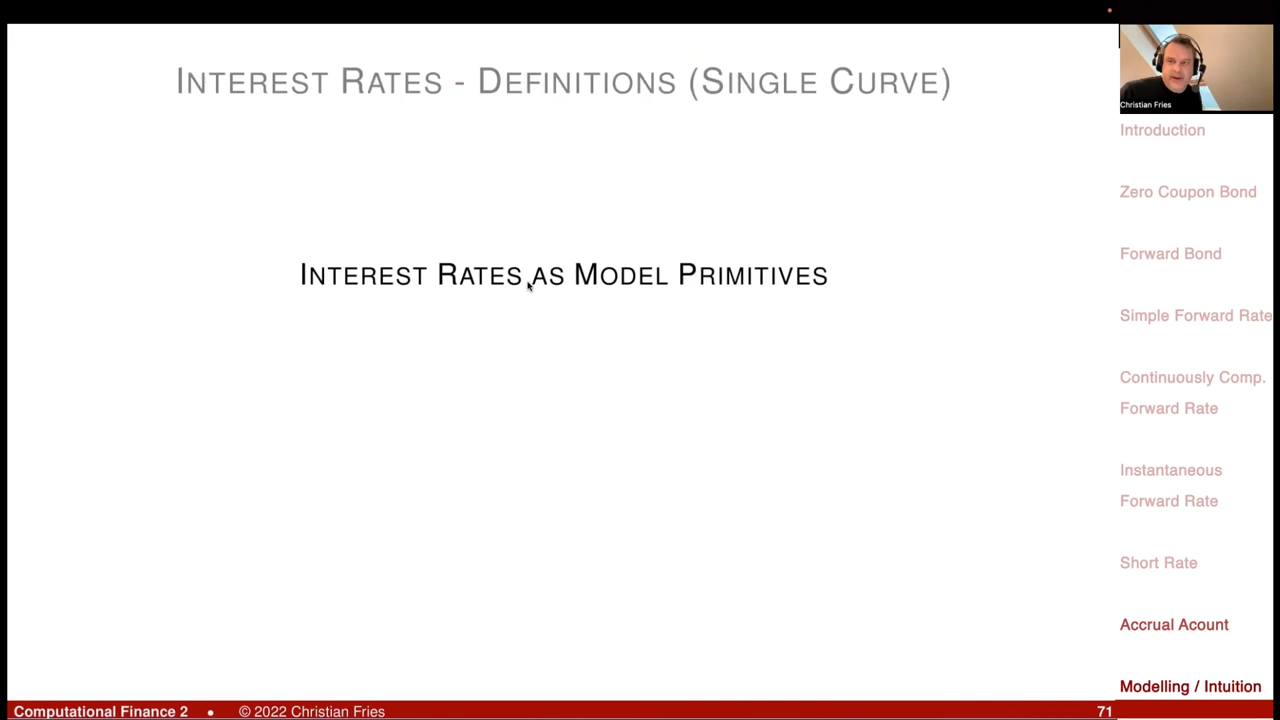 INTEREST RATES - DEFINITIONS (SINGLE CURVE)
INTEREST RATES AS MODEL PRIMITIVES
Christian Fries
Introduction
Zero Coupon Bond
Forward Bond
Simple Forward Rate
Continuously Comp.
Forward Rate
Instantaneous
Forward Rate
Short Rate
Accrual Acount
Modelling / Intuition
Computational Finance 2 • © 2022 Christian Fries 71